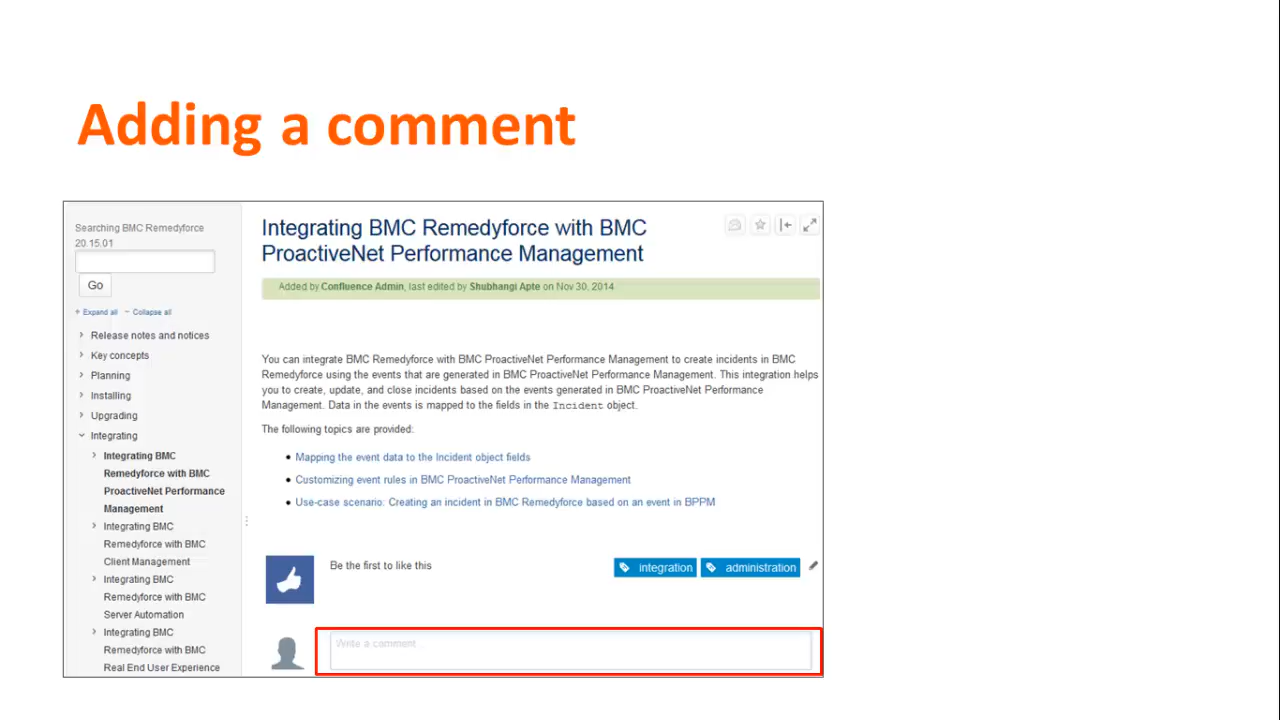 Adding a comment
Searching BMC Remedyforce
20.15.01
Go
+ Expand all − Collapse all
Release notes and notices
Key concepts
Planning
Installing
Upgrading
Integrating
Integrating BMC
Remedyforce with BMC
ProactiveNet Performance
Management
Integrating BMC
Remedyforce with BMC
Client Management
Integrating BMC
Remedyforce with BMC
Server Automation
Integrating BMC
Remedyforce with BMC
Real End User Experience
Integrating BMC Remedyforce with BMC
ProactiveNet Performance Management
Added by Confluence Admin, last edited by Shubhangi Apte on Nov 30, 2014
You can integrate BMC Remedyforce with BMC ProactiveNet Performance Management to create incidents in BMC
Remedyforce using the events that are generated in BMC ProactiveNet Performance Management. This integration helps
you to create, update, and close incidents based on the events generated in BMC ProactiveNet Performance
Management. Data in the events is mapped to the fields in the Incident object.
The following topics are provided:
• Mapping the event data to the Incident object fields
• Customizing event rules in BMC ProactiveNet Performance Management
• Use-case scenario: Creating an incident in BMC Remedyforce based on an event in BPPM
Be the first to like this
integration
administration
Write a comment...